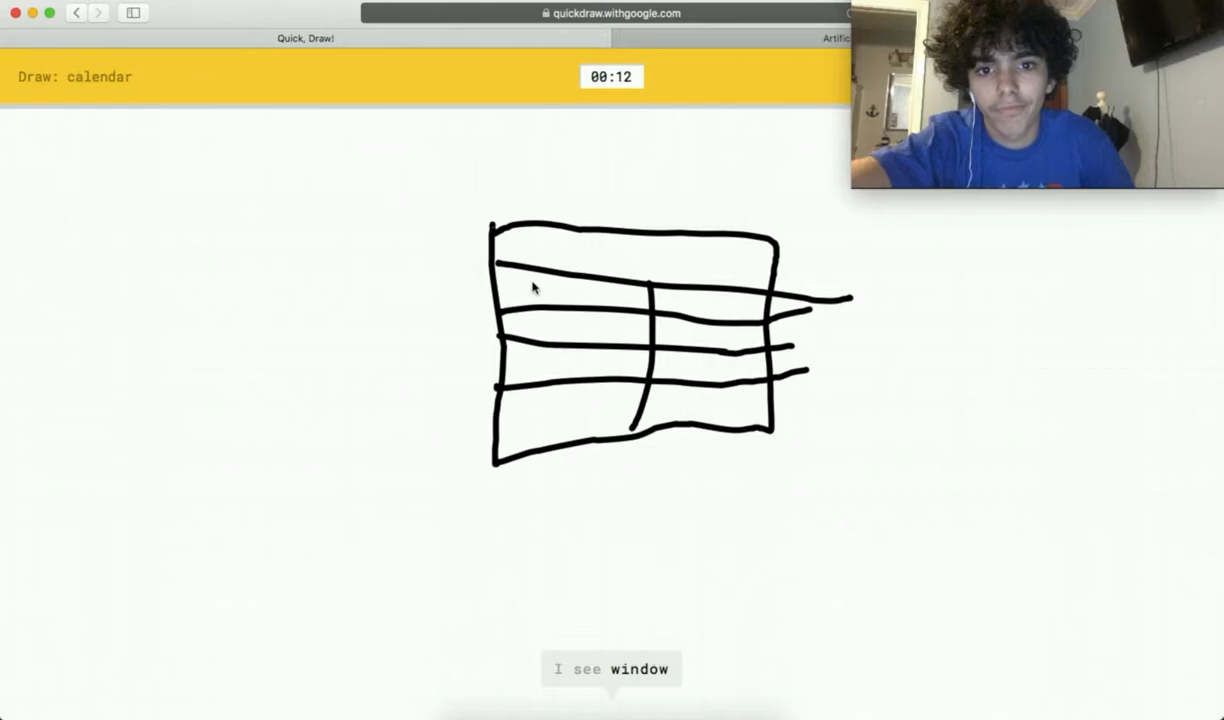 quickdraw.withgoogle.com
Quick, Draw!
Artific
Draw: calendar
00:12
I see window